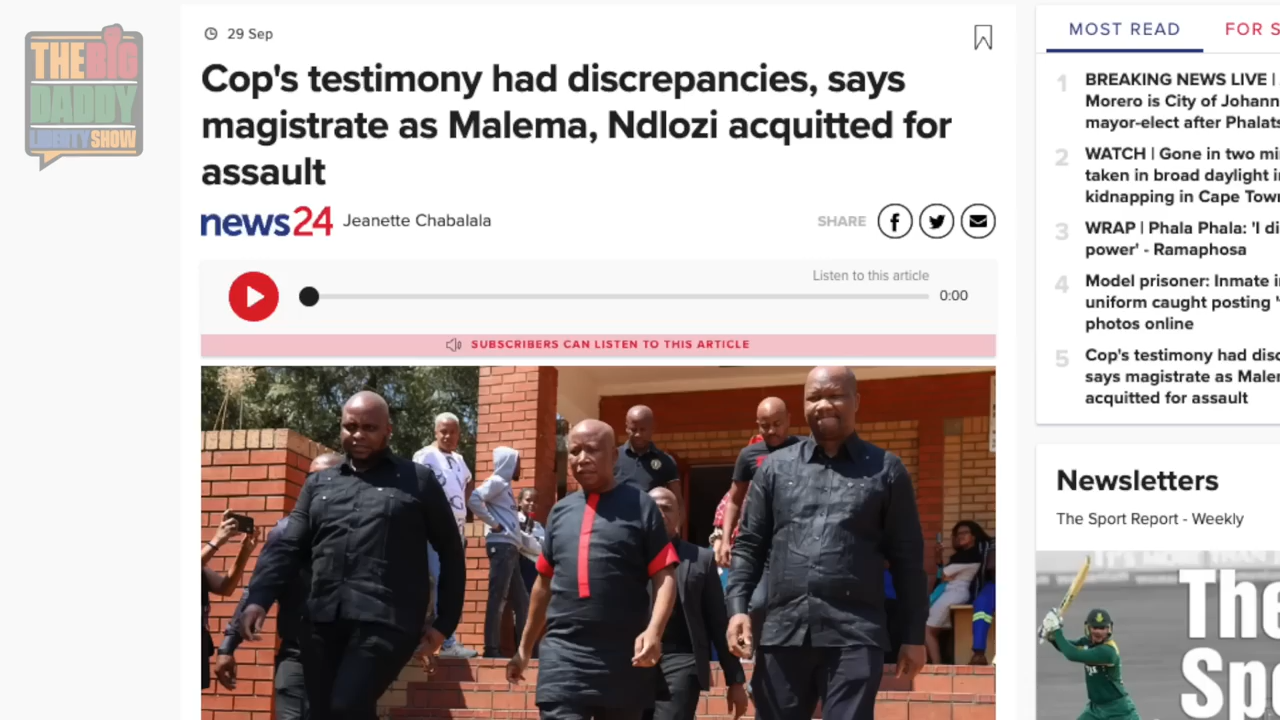 THE BIG
DADDY
LIBERTY SHOW
29 Sep
Cop's testimony had discrepancies, says
magistrate as Malema, Ndlozi acquitted for
assault
news24 Jeanette Chabalala
SHARE
Listen to this article
0:00
SUBSCRIBERS CAN LISTEN TO THIS ARTICLE
MOST READ FOR S
1 BREAKING NEWS LIVE |
Morero is City of Johann
mayor-elect after Phalats
2 WATCH | Gone in two mi
taken in broad daylight i
kidnapping in Cape Town
3 WRAP | Phala Phala: 'I di
power' - Ramaphosa
4 Model prisoner: Inmate i
uniform caught posting '
photos online
5 Cop's testimony had disc
says magistrate as Malem
acquitted for assault
Newsletters
The Sport Report - Weekly
The
Spo